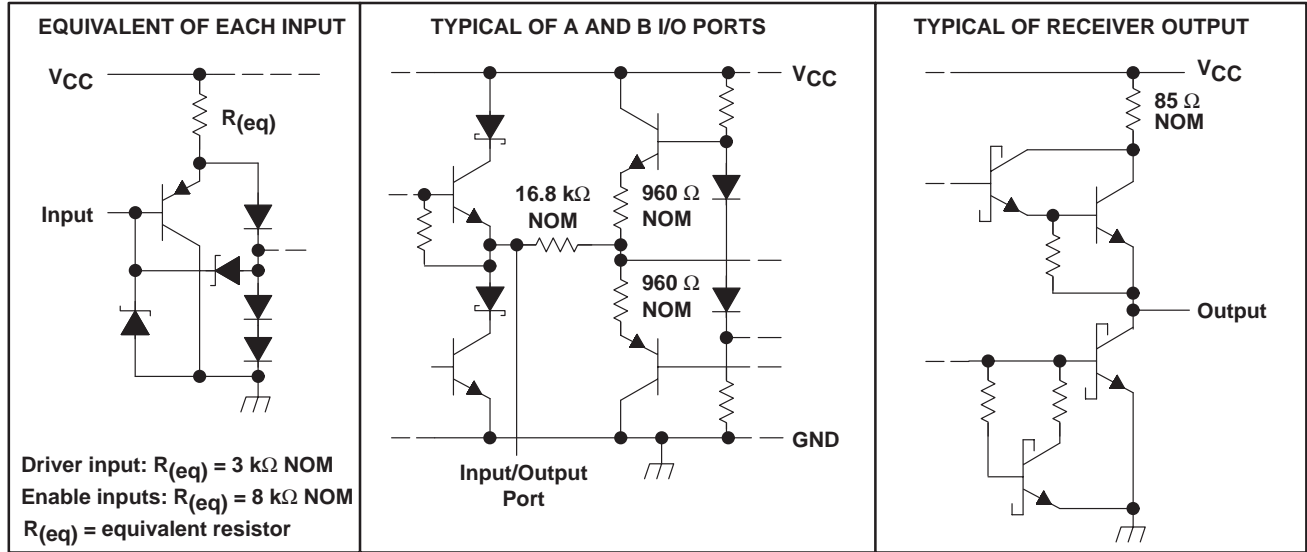 EQUIVALENT OF EACH INPUT
VCC
R(eq)
Input
Driver input: R(eq) = 3 kΩ NOM
Enable inputs: R(eq) = 8 kΩ NOM
R(eq) = equivalent resistor
TYPICAL OF A AND B I/O PORTS
VCC
16.8 kΩ
NOM
960 Ω
NOM
960 Ω
NOM
GND
Input/Output
Port
TYPICAL OF RECEIVER OUTPUT
VCC
85 Ω
NOM
Output